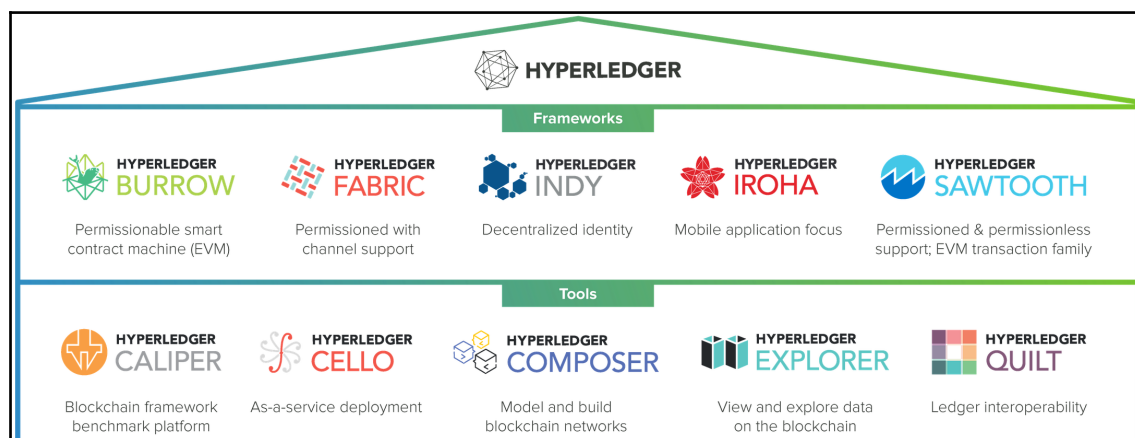 HYPERLEDGER
Frameworks
HYPERLEDGER
BURROW
HYPERLEDGER
FABRIC
HYPERLEDGER
INDY
HYPERLEDGER
IROHA
HYPERLEDGER
SAWTOOTH
Permissionable smart
contract machine (EVM)
Permissioned with
channel support
Decentralized identity
Mobile application focus
Permissioned & permissionless
support; EVM transaction family
Tools
HYPERLEDGER
CALIPER
HYPERLEDGER
CELLO
HYPERLEDGER
COMPOSER
HYPERLEDGER
EXPLORER
HYPERLEDGER
QUILT
Blockchain framework
benchmark platform
As-a-service deployment
Model and build
blockchain networks
View and explore data
on the blockchain
Ledger interoperability